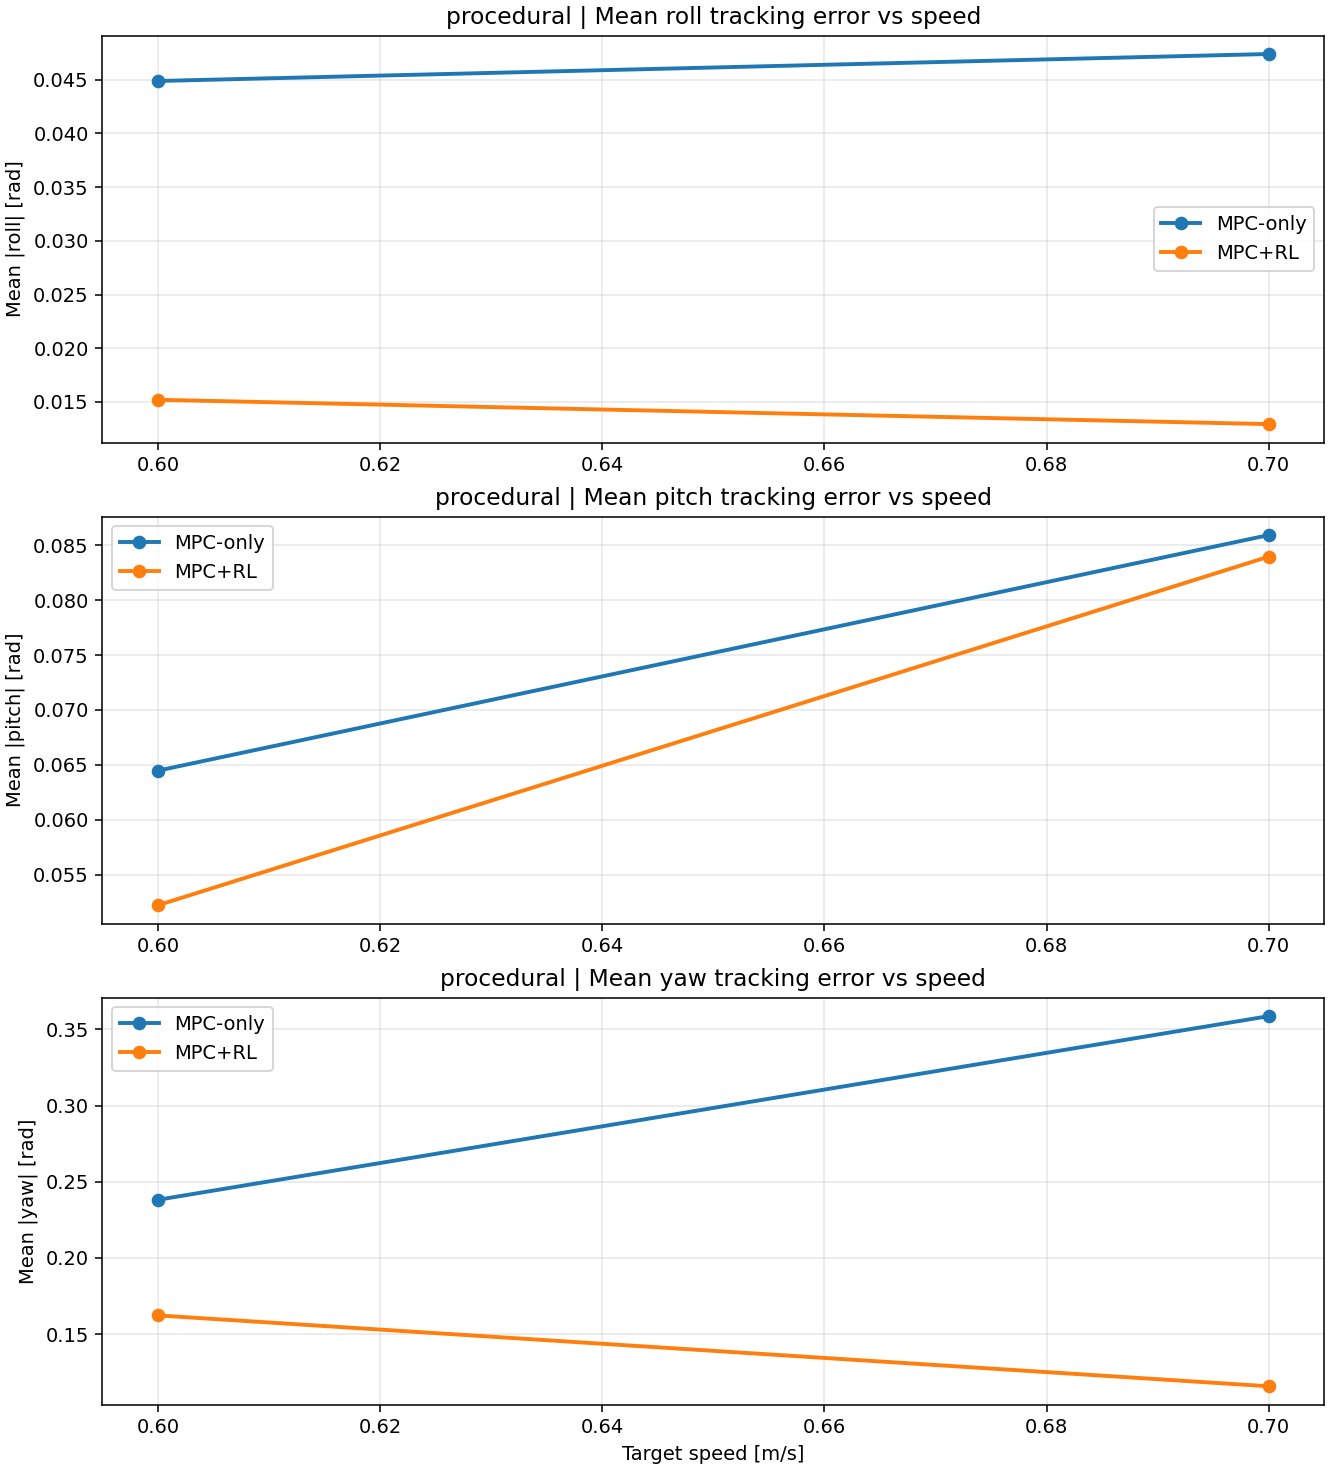 procedural | Mean roll tracking error vs speed
Mean |roll| [rad]
0.045
0.040
0.035
0.030
0.025
0.020
0.015
MPC-only
MPC+RL
0.60 0.62 0.64 0.66 0.68 0.70
procedural | Mean pitch tracking error vs speed
Mean |pitch| [rad]
0.085
0.080
0.075
0.070
0.065
0.060
0.055
MPC-only
MPC+RL
0.60 0.62 0.64 0.66 0.68 0.70
procedural | Mean yaw tracking error vs speed
Mean |yaw| [rad]
0.35
0.30
0.25
0.20
0.15
MPC-only
MPC+RL
0.60 0.62 0.64 0.66 0.68 0.70
Target speed [m/s]